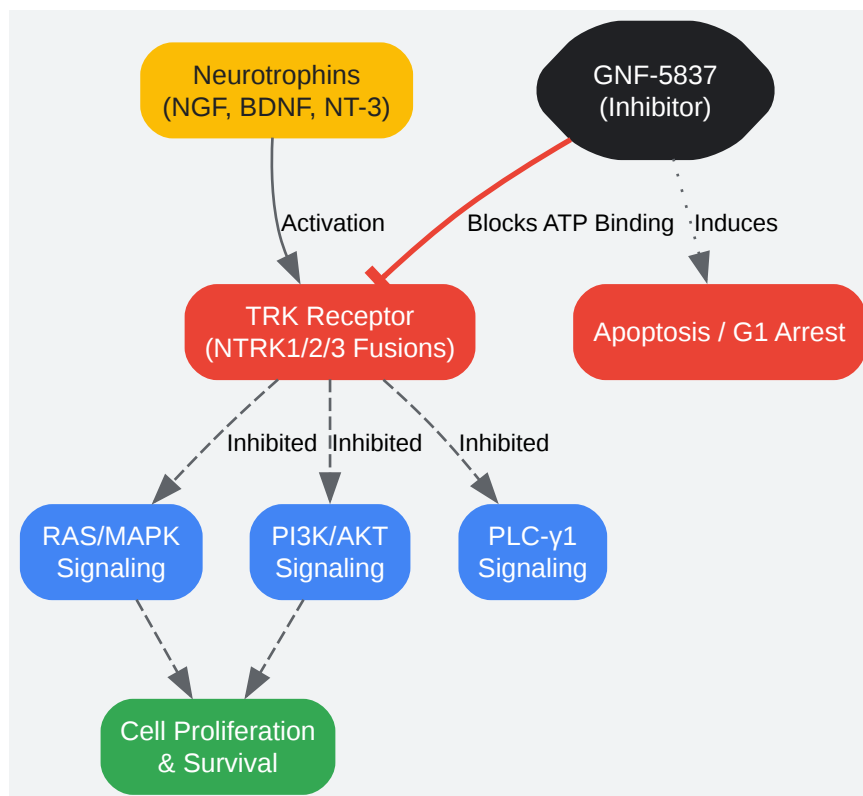 Neurotrophins
(NGF, BDNF, NT-3)
GNF-5837
(Inhibitor)
Activation
Blocks ATP Binding
Induces
TRK Receptor
(NTRK1/2/3 Fusions)
Apoptosis / G1 Arrest
Inhibited
Inhibited
Inhibited
RAS/MAPK
Signaling
PI3K/AKT
Signaling
PLC-γ1
Signaling
Cell Proliferation
& Survival